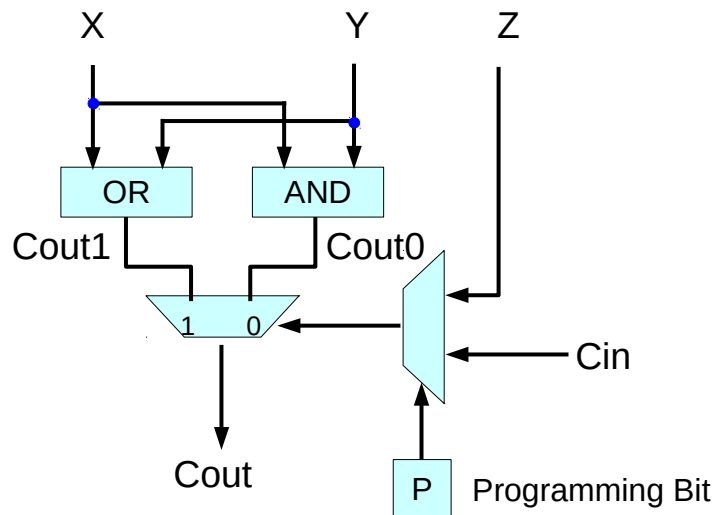 X Y Z
OR AND
Cout1 Cout0
1 0
Cin
Cout
P Programming Bit